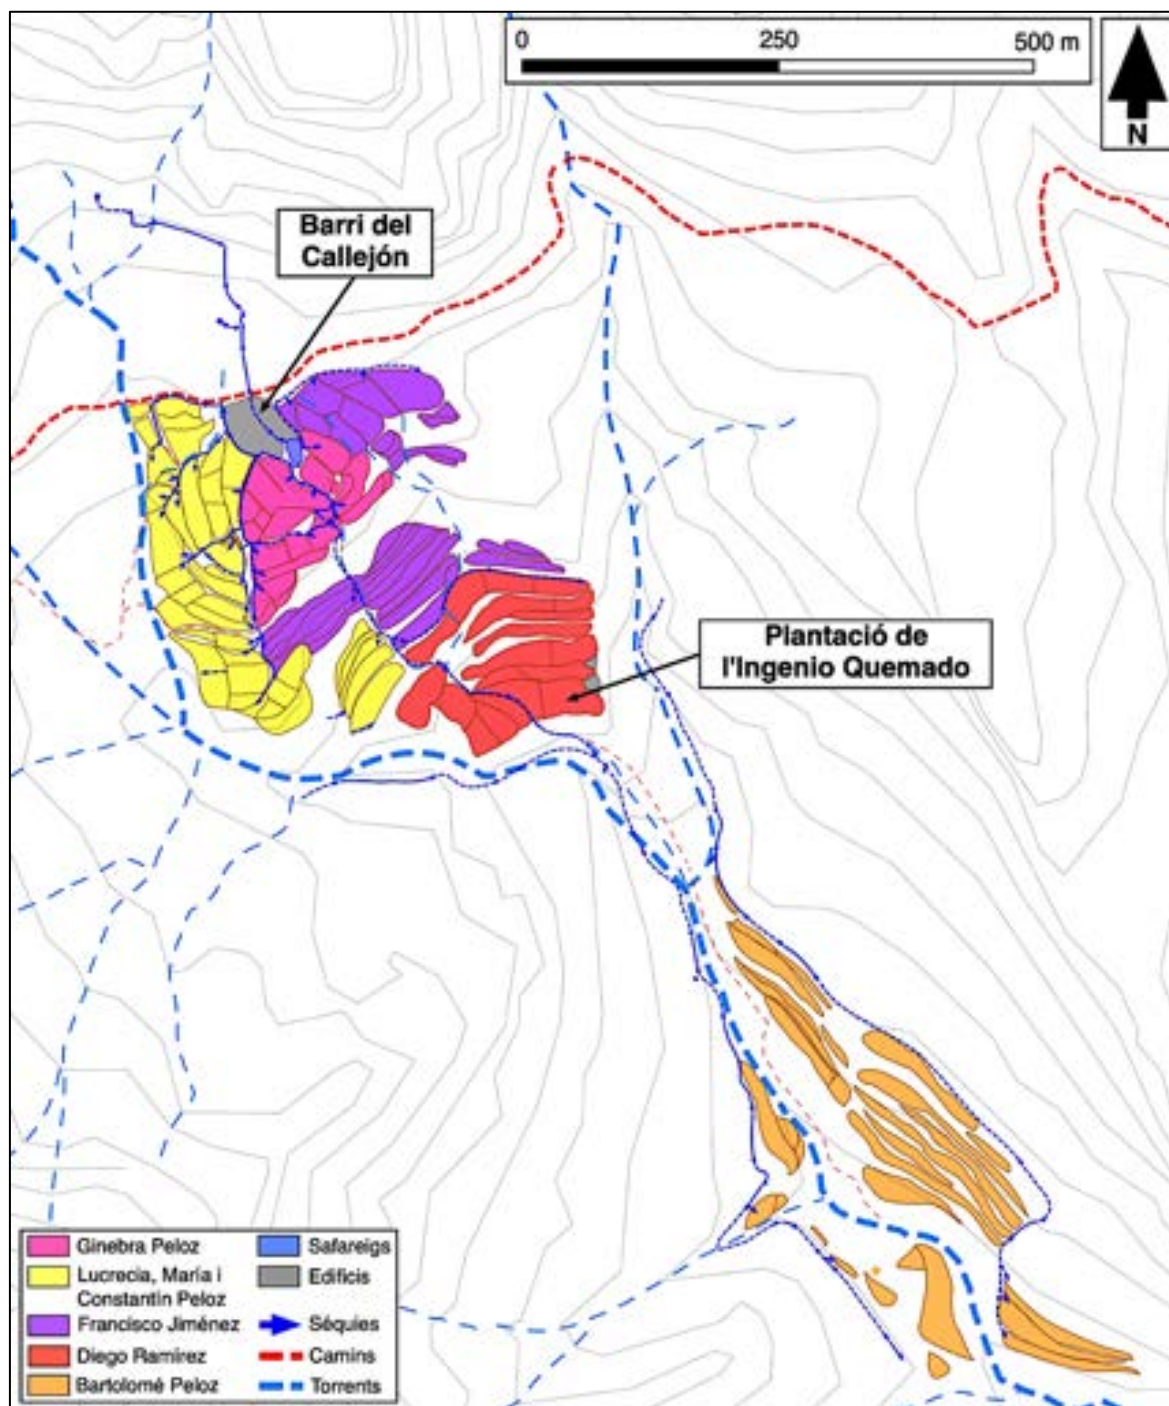 0 250 500 m
N
Barri del
Callejón
Plantació de
l'Ingenio Quemado
Ginebra Peloz
Lucrecia, María i
Constantín Peloz
Francisco Jiménez
Diego Ramírez
Bartolomé Peloz
Safareigs
Edificis
Séquies
Camins
Torrents